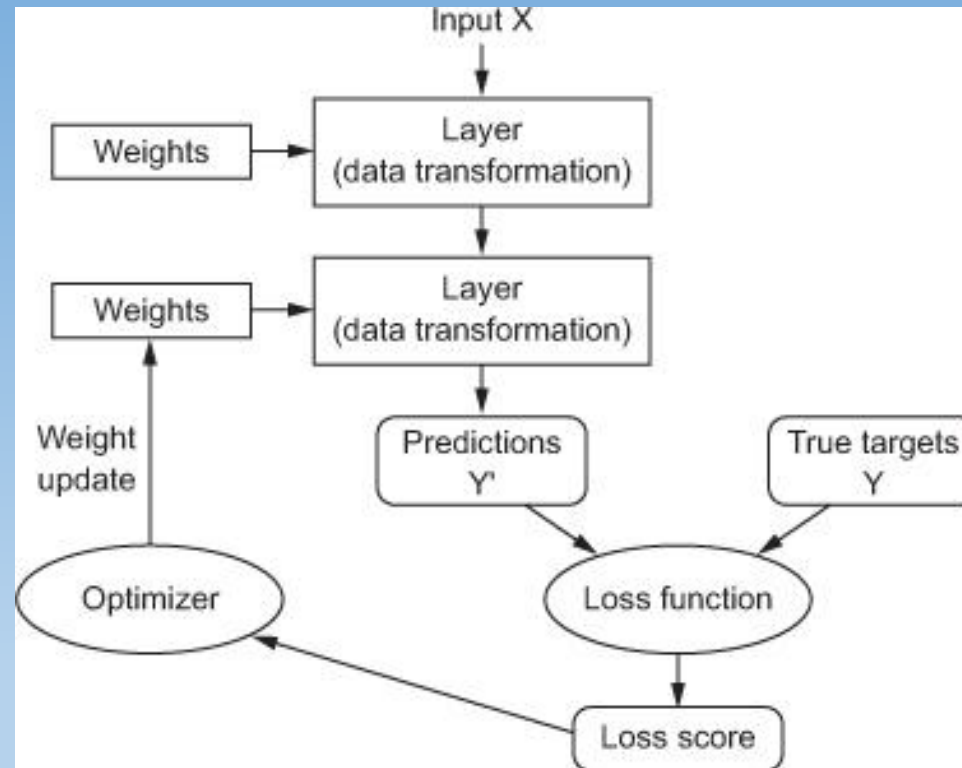 Input X
Weights
Layer
(data transformation)
Weights
Layer
(data transformation)
Weight
update
Predictions
Y'
True targets
Y
Optimizer
Loss function
Loss score